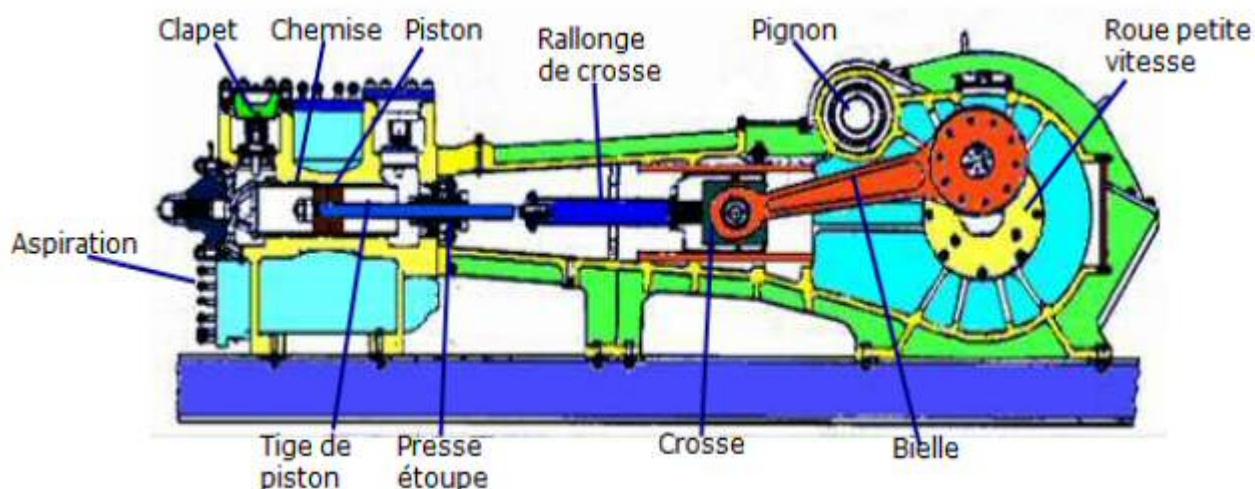 Clapet
Chemise
Piston
Rallonge
de crosse
Pignon
Roue petite
vitesse
Aspiration
Tige de
piston
Presse
étoupe
Crosse
Bielle